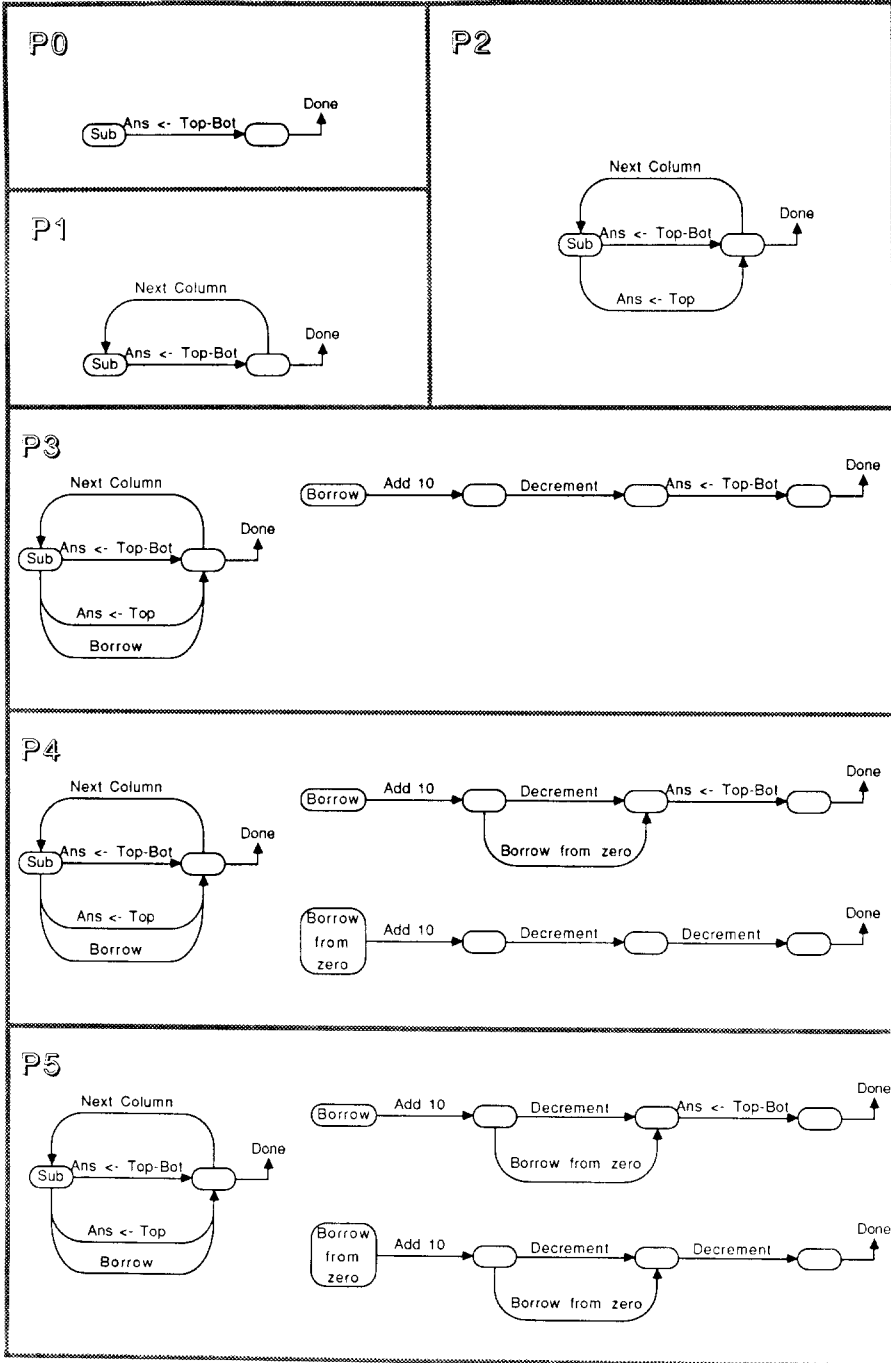 P0
Sub
Ans <- Top-Bot
Done
P1
Next Column
Sub
Ans <- Top-Bot
Done
P2
Next Column
Sub
Ans <- Top-Bot
Done
Ans <- Top
P3
Next Column
Sub
Ans <- Top-Bot
Done
Ans <- Top
Borrow
Borrow
Add 10
Decrement
Ans <- Top-Bot
Done
P4
Next Column
Sub
Ans <- Top-Bot
Done
Ans <- Top
Borrow
Borrow
Add 10
Decrement
Ans <- Top-Bot
Done
Borrow from zero
Borrow
from
zero
Add 10
Decrement
Decrement
Done
P5
Next Column
Sub
Ans <- Top-Bot
Done
Ans <- Top
Borrow
Borrow
Add 10
Decrement
Ans <- Top-Bot
Done
Borrow from zero
Borrow
from
zero
Add 10
Decrement
Decrement
Done
Borrow from zero